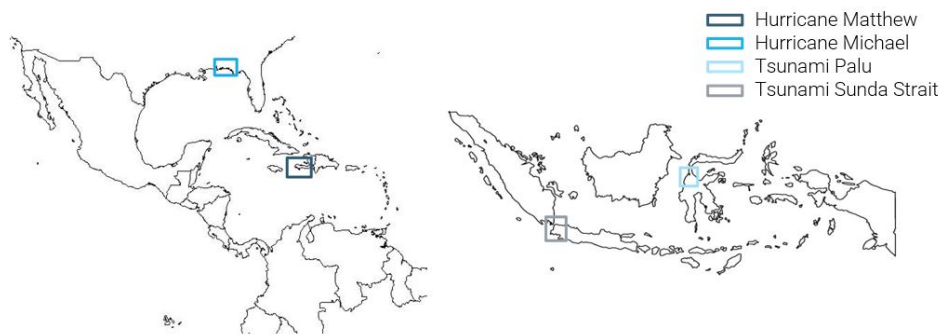 Hurricane Matthew
Hurricane Michael
Tsunami Palu
Tsunami Sunda Strait